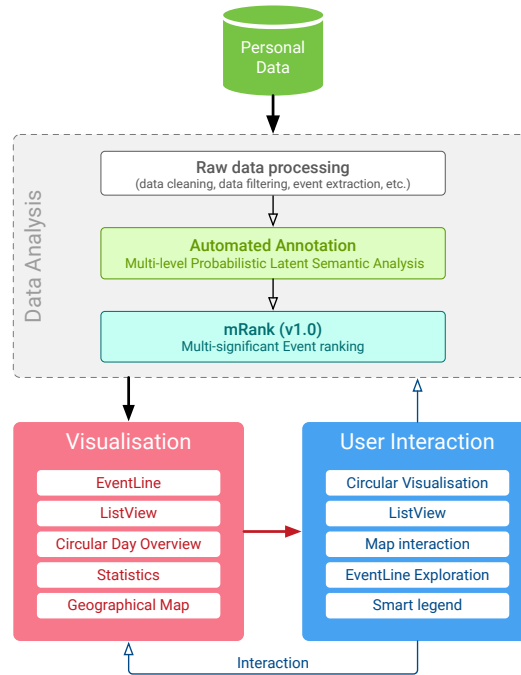 Personal
Data
Data Analysis
Raw data processing
(data cleaning, data filtering, event extraction, etc.)
Automated Annotation
Multi-level Probabilistic Latent Semantic Analysis
mRank (v1.0)
Multi-significant Event ranking
Visualisation
EventLine
ListView
Circular Day Overview
Statistics
Geographical Map
User Interaction
Circular Visualisation
ListView
Map interaction
EventLine Exploration
Smart legend
Interaction